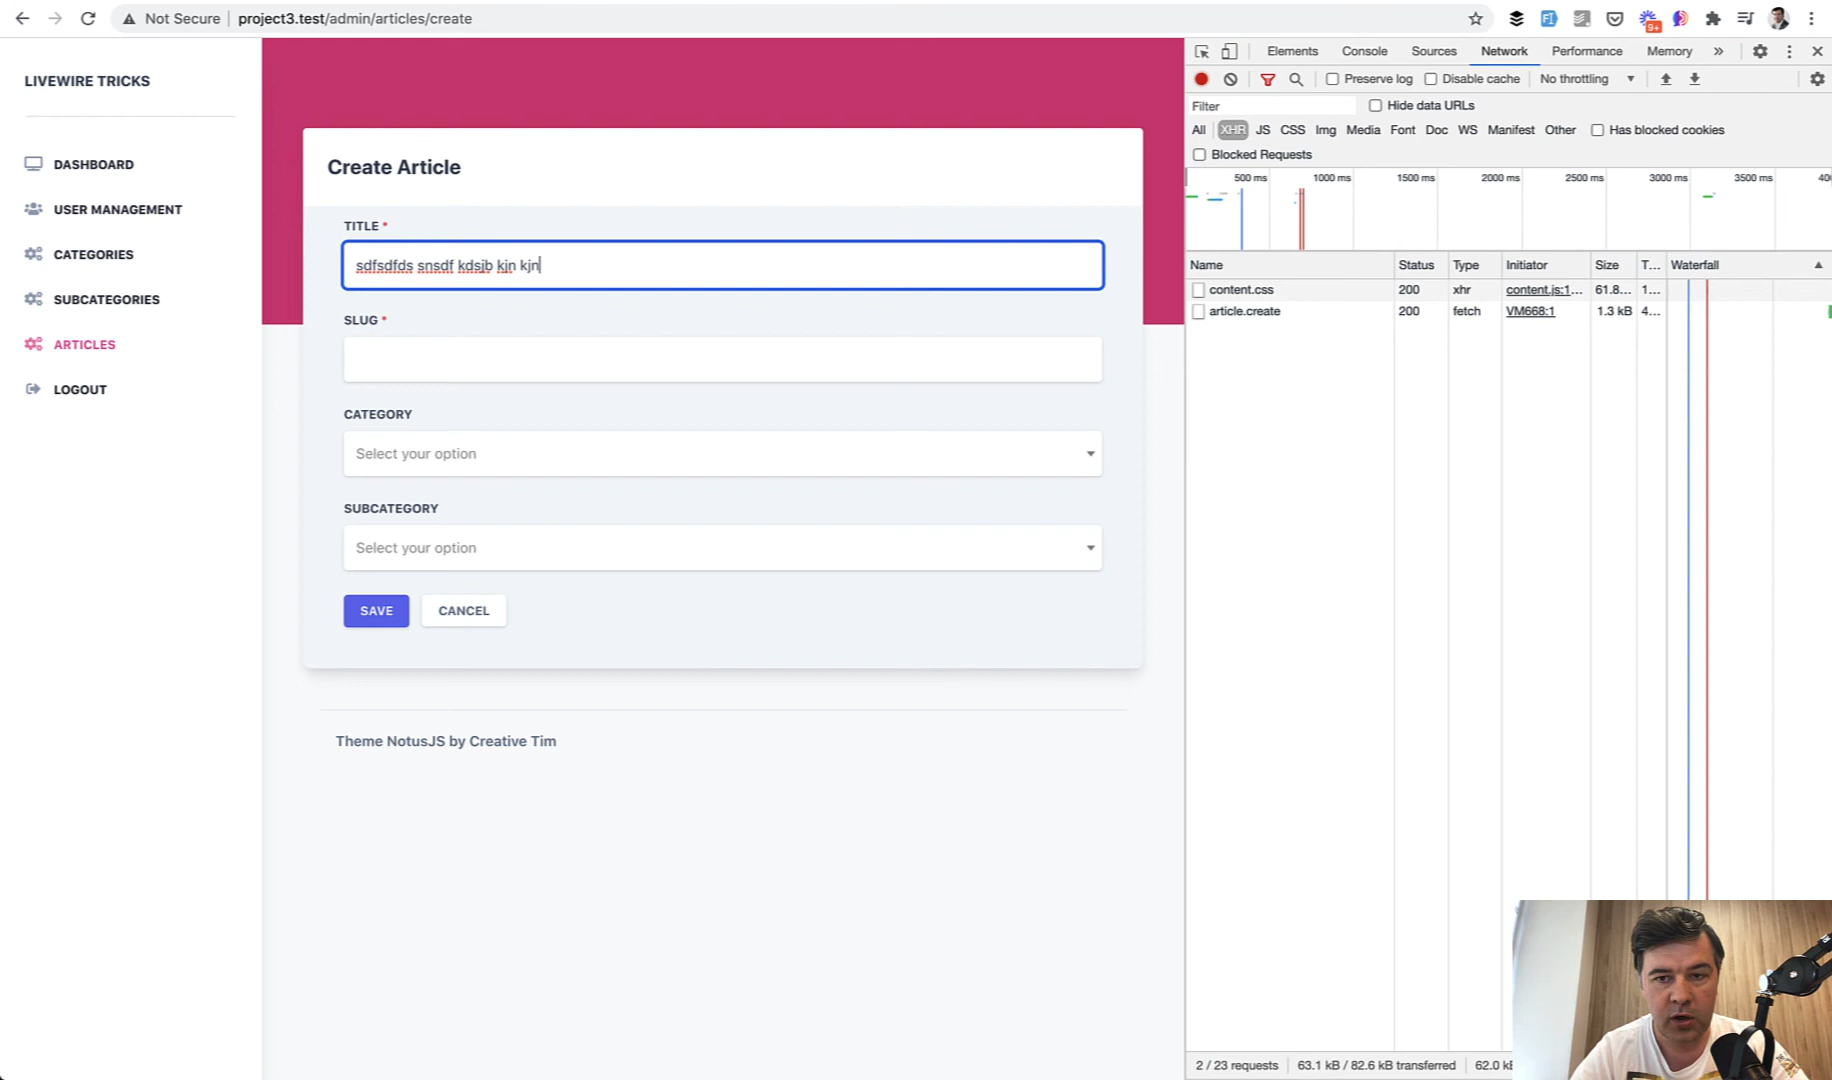 Not Secure
project3.test/admin/articles/create
9+
LIVEWIRE TRICKS
DASHBOARD
USER MANAGEMENT
CATEGORIES
SUBCATEGORIES
ARTICLES
LOGOUT
Create Article
TITLE *
sdfsdfds snsdf kdsjb kjn kjn
SLUG *
CATEGORY
Select your option
SUBCATEGORY
Select your option
SAVE CANCEL
Theme NotusJS by Creative Tim
Elements Console Sources Network Performance Memory »
Preserve log Disable cache No throttling
Filter Hide data URLs
All XHR JS CSS Img Media Font Doc WS Manifest Other Has blocked cookies
Blocked Requests
500 ms 1000 ms 1500 ms 2000 ms 2500 ms 3000 ms 3500 ms 40
Name Status Type Initiator Size T... Waterfall
content.css 200 xhr content.js:1... 61.8... 1...
article.create 200 fetch VM668:1 1.3 kB 4...
2 / 23 requests 63.1 kB / 82.6 kB transferred 62.0 kB